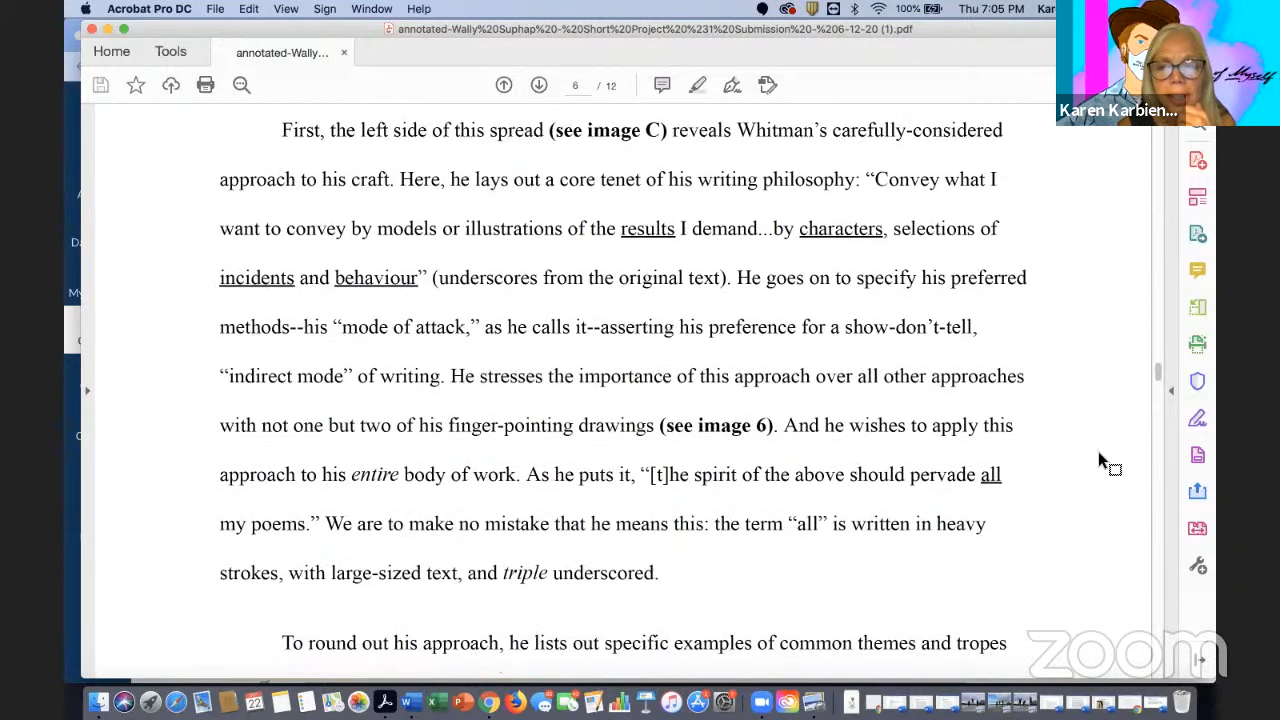 Acrobat Pro DC File Edit View Sign Window Help 100% Thu 7:05 PM Kar
annotated-Wally%20Suphap%20-%20Short%20Project%20%231%20Submission%20-%206-12-20 (1).pdf
Home Tools annotated-Wally... ×
6 / 12
of Myself
Karen Karbien...
First, the left side of this spread (see image C) reveals Whitman’s carefully-considered
approach to his craft. Here, he lays out a core tenet of his writing philosophy: “Convey what I
want to convey by models or illustrations of the results I demand...by characters, selections of
incidents and behaviour” (underscores from the original text). He goes on to specify his preferred
methods--his “mode of attack,” as he calls it--asserting his preference for a show-don’t-tell,
“indirect mode” of writing. He stresses the importance of this approach over all other approaches
with not one but two of his finger-pointing drawings (see image 6). And he wishes to apply this
approach to his entire body of work. As he puts it, “[t]he spirit of the above should pervade all
my poems.” We are to make no mistake that he means this: the term “all” is written in heavy
strokes, with large-sized text, and triple underscored.
To round out his approach, he lists out specific examples of common themes and tropes
zoom